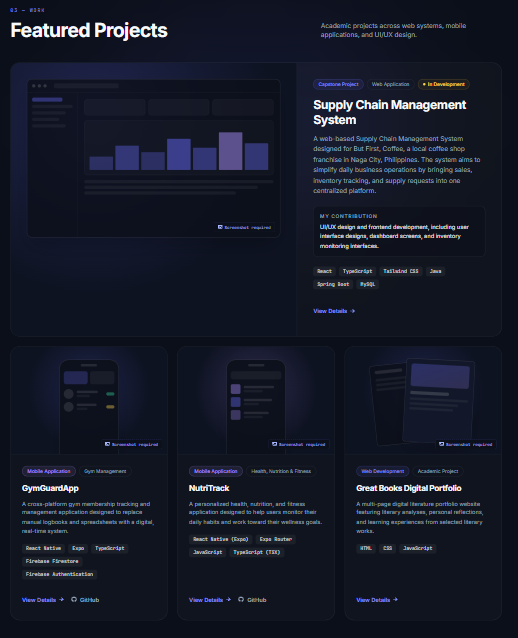 03 — WORK
Featured Projects
Academic projects across web systems, mobile
applications, and UI/UX design.
Screenshot required
Capstone Project
Web Application
In Development
Supply Chain Management
System
A web-based Supply Chain Management System
designed for But First, Coffee, a local coffee shop
franchise in Naga City, Philippines. The system aims to
simplify daily business operations by bringing sales,
inventory tracking, and supply requests into one
centralized platform.
MY CONTRIBUTION
UI/UX design and frontend development, including user
interface designs, dashboard screens, and inventory
monitoring interfaces.
React TypeScript Tailwind CSS Java
Spring Boot MySQL
View Details →
Screenshot required
Mobile Application Gym Management
GymGuardApp
A cross-platform gym membership tracking and
management application designed to replace
manual logbooks and spreadsheets with a digital,
real-time system.
React Native Expo TypeScript
Firebase Firestore
Firebase Authentication
View Details → GitHub
Screenshot required
Mobile Application Health, Nutrition & Fitness
NutriTrack
A personalized health, nutrition, and fitness
application designed to help users monitor their
daily habits and work toward their wellness goals.
React Native (Expo) Expo Router
JavaScript TypeScript (TSX)
View Details → GitHub
Screenshot required
Web Development Academic Project
Great Books Digital Portfolio
A multi-page digital literature portfolio website
featuring literary analyses, personal reflections,
and learning experiences from selected literary
works.
HTML CSS JavaScript
View Details →